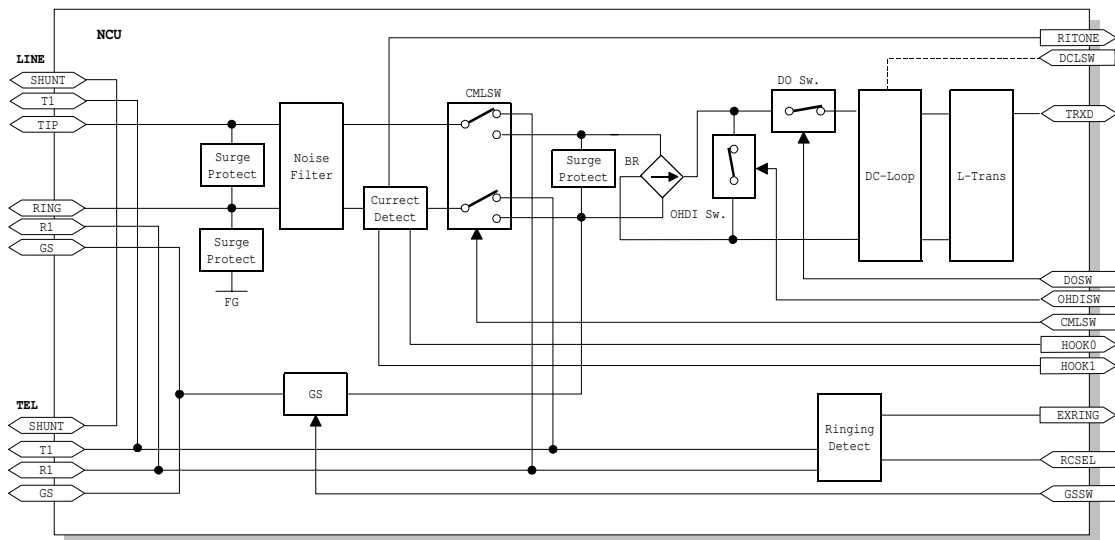 NCU
LINE
SHUNT
T1
TIP
RING
R1
GS
Surge
Protect
Surge
Protect
FG
Noise
Filter
Currect
Detect
CMLSW
Surge
Protect
BR
OHDI Sw.
DO Sw.
DC-Loop
L-Trans
RITONE
DCLSW
TRXD
DOSW
OHDISW
CMLSW
HOOK0
HOOK1
TEL
SHUNT
T1
R1
GS
GS
Ringing
Detect
EXRING
RCSEL
GSSW